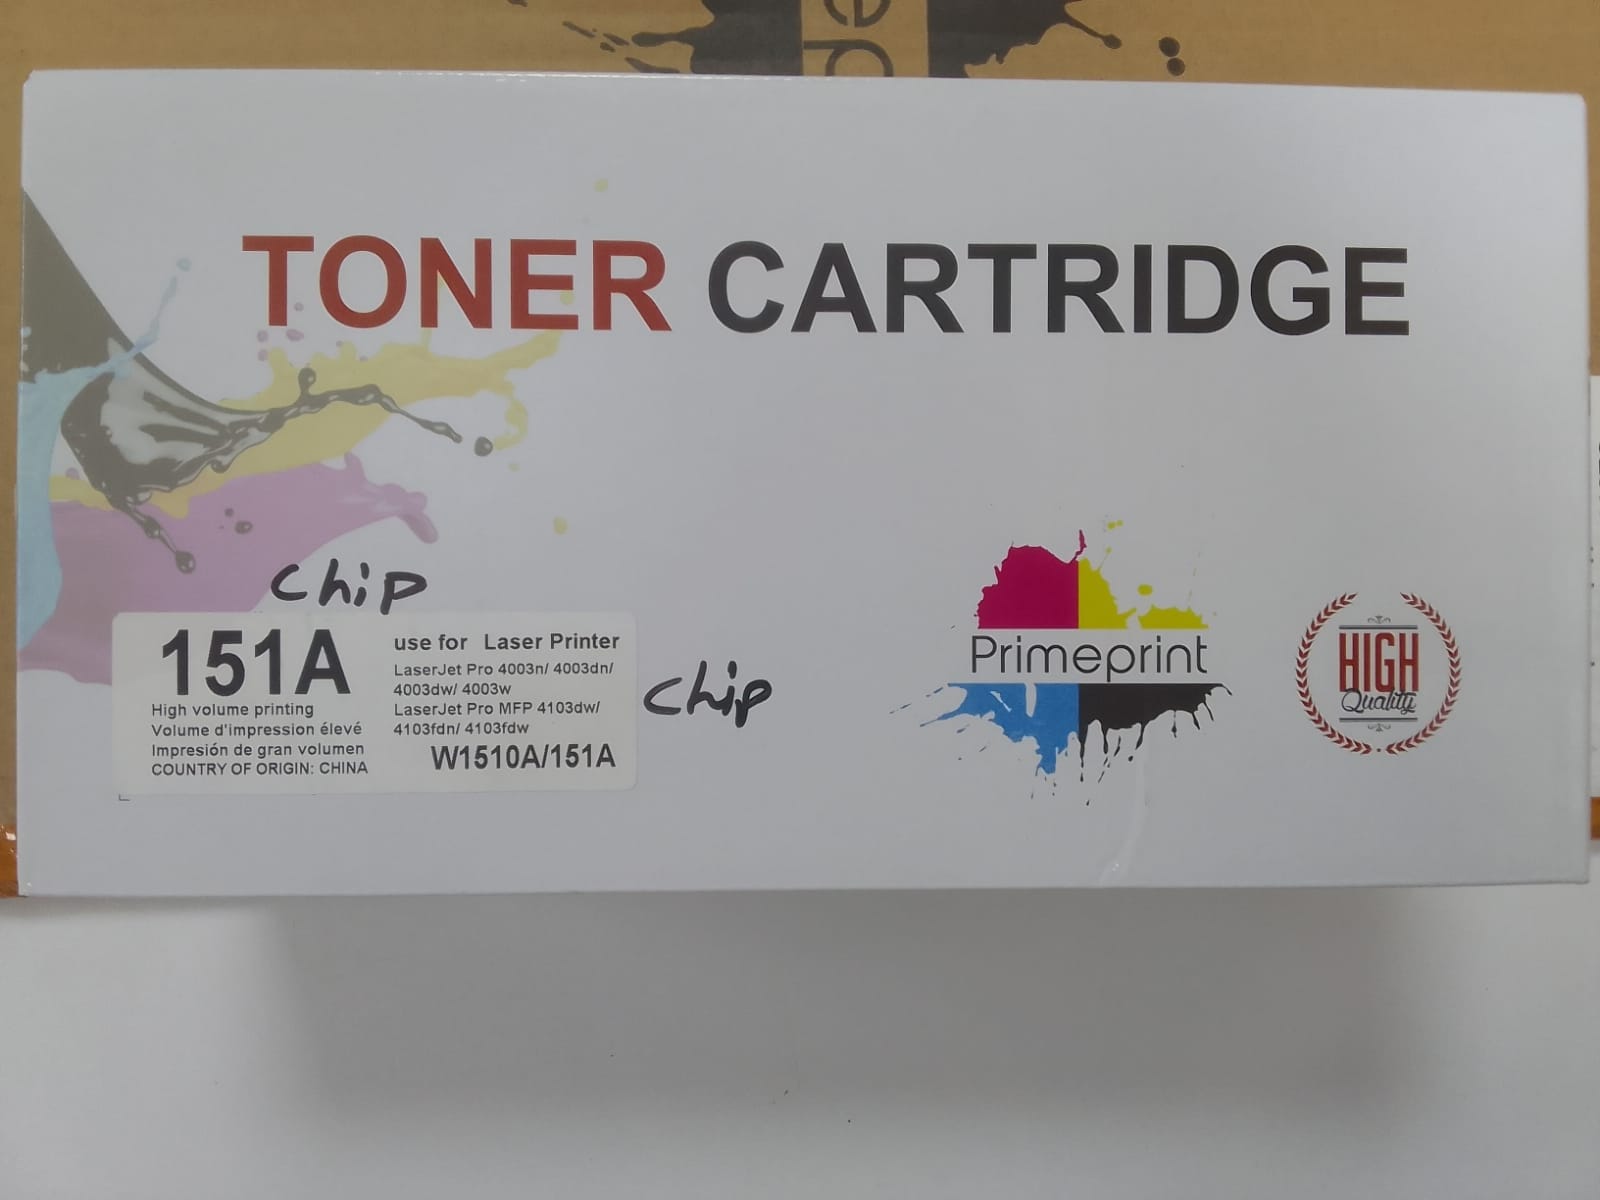 TONER CARTRIDGE
chip
151A
High volume printing
Volume d'impression élevé
Impresión de gran volumen
COUNTRY OF ORIGIN: CHINA
use for Laser Printer
LaserJet Pro 4003n/ 4003dn/
4003dw/ 4003w
LaserJet Pro MFP 4103dw/
4103fdn/ 4103fdw
W1510A/151A
chip
Primeprint
HIGH
Quality